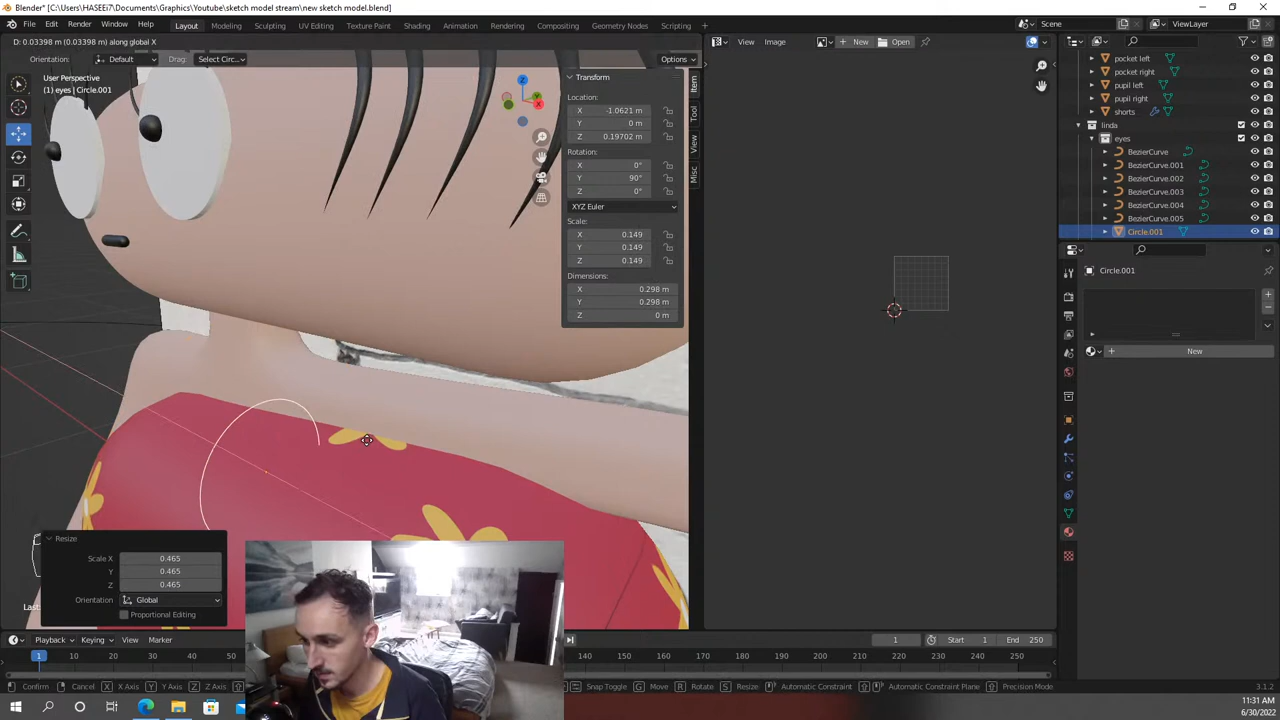 Blender* [C:\Users\HASEEi7\Documents\Graphics\Youtube\sketch model stream\new sketch model.blend]
File Edit Render Window Help Layout Modeling Sculpting UV Editing Texture Paint Shading Animation Rendering Compositing Geometry Nodes Scripting Scene ViewLayer
D: 0.03398 m (0.03398 m) along global X
View Image New Open
Orientation: Default Drag: Select Circ... Options
User Perspective
(1) eyes | Circle.001
Transform
Location:
X -1.0621 m
Y 0 m
Z 0.19702 m
Rotation:
X 0°
Y 90°
Z 0°
XYZ Euler
Scale:
X 0.149
Y 0.149
Z 0.149
Dimensions:
X 0.298 m
Y 0.298 m
Z 0 m
Item
Tool
View
Misc
pocket left
pocket right
pupil left
pupil right
shorts
linda
eyes
BezierCurve
BezierCurve.001
BezierCurve.002
BezierCurve.003
BezierCurve.004
BezierCurve.005
Circle.001
Circle.001
New
Resize
Scale X 0.465
Y 0.465
Z 0.465
Orientation Global
Proportional Editing
Playback Keying View Marker 1 Start 1 End 250
1 140 150 160 170 180 190 200 210 220 230 240 250
Confirm Cancel X X Axis Y Y Axis Z Z Axis Snap Toggle G Move R Rotate S Resize Automatic Constraint Automatic Constraint Plane Precision Mode 3.1.2
11:31 AM
6/30/2022